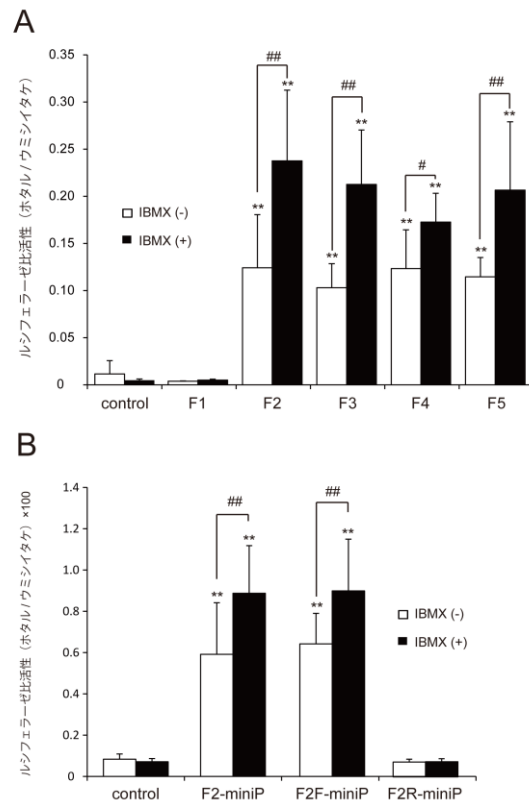 A
ルシフェラーゼ比活性（ホタル / ウミシイタケ）
0.35
0.30
0.25
0.20
0.15
0.10
0.05
0
IBMX (-)
IBMX (+)
** ## **
** ## **
** # **
** ## **
control F1 F2 F3 F4 F5
B
ルシフェラーゼ比活性（ホタル / ウミシイタケ）×100
1.4
1.2
1.0
0.8
0.6
0.4
0.2
0
** ## **
** ## **
IBMX (-)
IBMX (+)
control F2-miniP F2F-miniP F2R-miniP